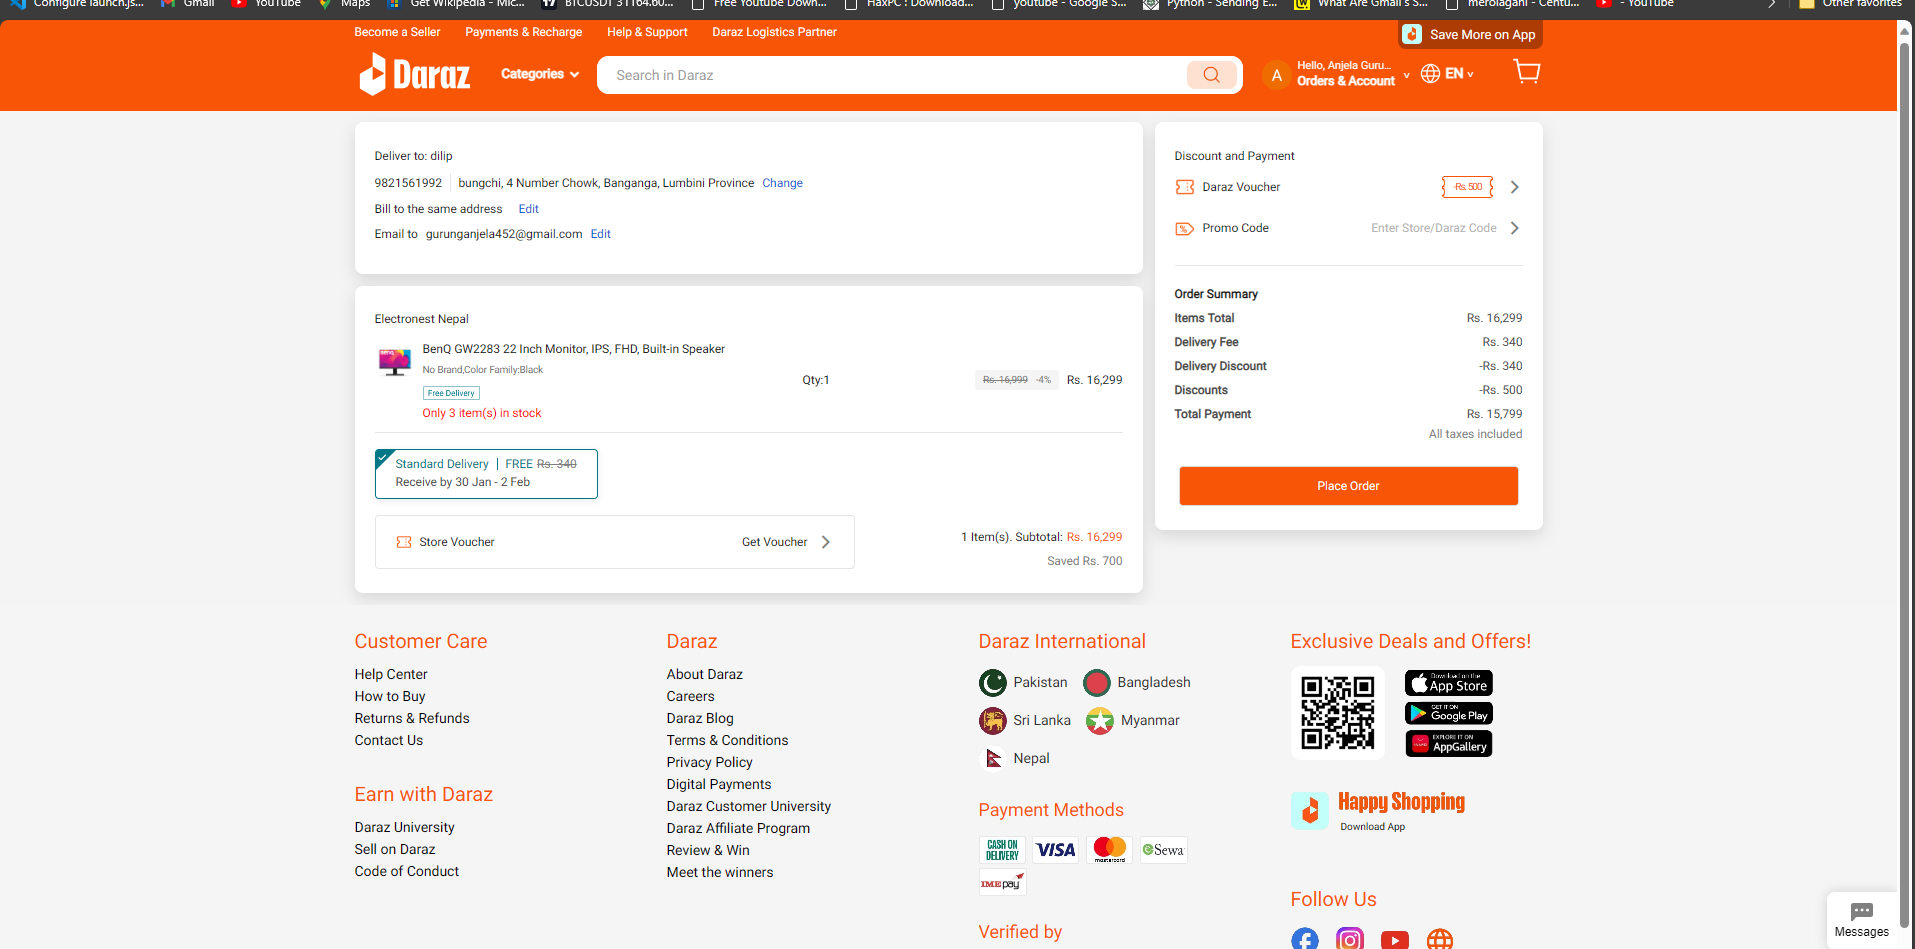 Configure launch.js...
Gmail
YouTube
Maps
Get Wikipedia - Mic...
BTCUSDT 31164.60...
Free Youtube Down...
HaxPC : Download...
youtube - Google S...
Python - Sending E...
What Are Gmail's S...
merolagani - Centu...
- YouTube
Other favorites
Become a Seller
Payments & Recharge
Help & Support
Daraz Logistics Partner
Save More on App
Daraz
Categories
Search in Daraz
A
Hello, Anjela Guru...
Orders & Account
EN
Deliver to: dilip
9821561992
bungchi, 4 Number Chowk, Banganga, Lumbini Province
Change
Bill to the same address
Edit
Email to
gurunganjela452@gmail.com
Edit
Discount and Payment
Daraz Voucher
-Rs. 500
Promo Code
Enter Store/Daraz Code
Order Summary
Items Total
Rs. 16,299
Delivery Fee
Rs. 340
Delivery Discount
-Rs. 340
Discounts
-Rs. 500
Total Payment
Rs. 15,799
All taxes included
Place Order
Electronest Nepal
BenQ
BenQ GW2283 22 Inch Monitor, IPS, FHD, Built-in Speaker
No Brand,Color Family:Black
Free Delivery
Only 3 item(s) in stock
Qty:1
Rs. 16,999 -4%
Rs. 16,299
Standard Delivery | FREE Rs. 340
Receive by 30 Jan - 2 Feb
Store Voucher
Get Voucher
1 Item(s). Subtotal: Rs. 16,299
Saved Rs. 700
Customer Care
Help Center
How to Buy
Returns & Refunds
Contact Us
Earn with Daraz
Daraz University
Sell on Daraz
Code of Conduct
Daraz
About Daraz
Careers
Daraz Blog
Terms & Conditions
Privacy Policy
Digital Payments
Daraz Customer University
Daraz Affiliate Program
Review & Win
Meet the winners
Daraz International
Pakistan
Bangladesh
Sri Lanka
Myanmar
Nepal
Payment Methods
CASH ON
DELIVERY
VISA
mastercard
eSewa
IME pay
Verified by
Exclusive Deals and Offers!
Download on the
App Store
GET IT ON
Google Play
EXPLORE IT ON
AppGallery
Happy Shopping
Download App
Follow Us
Messages